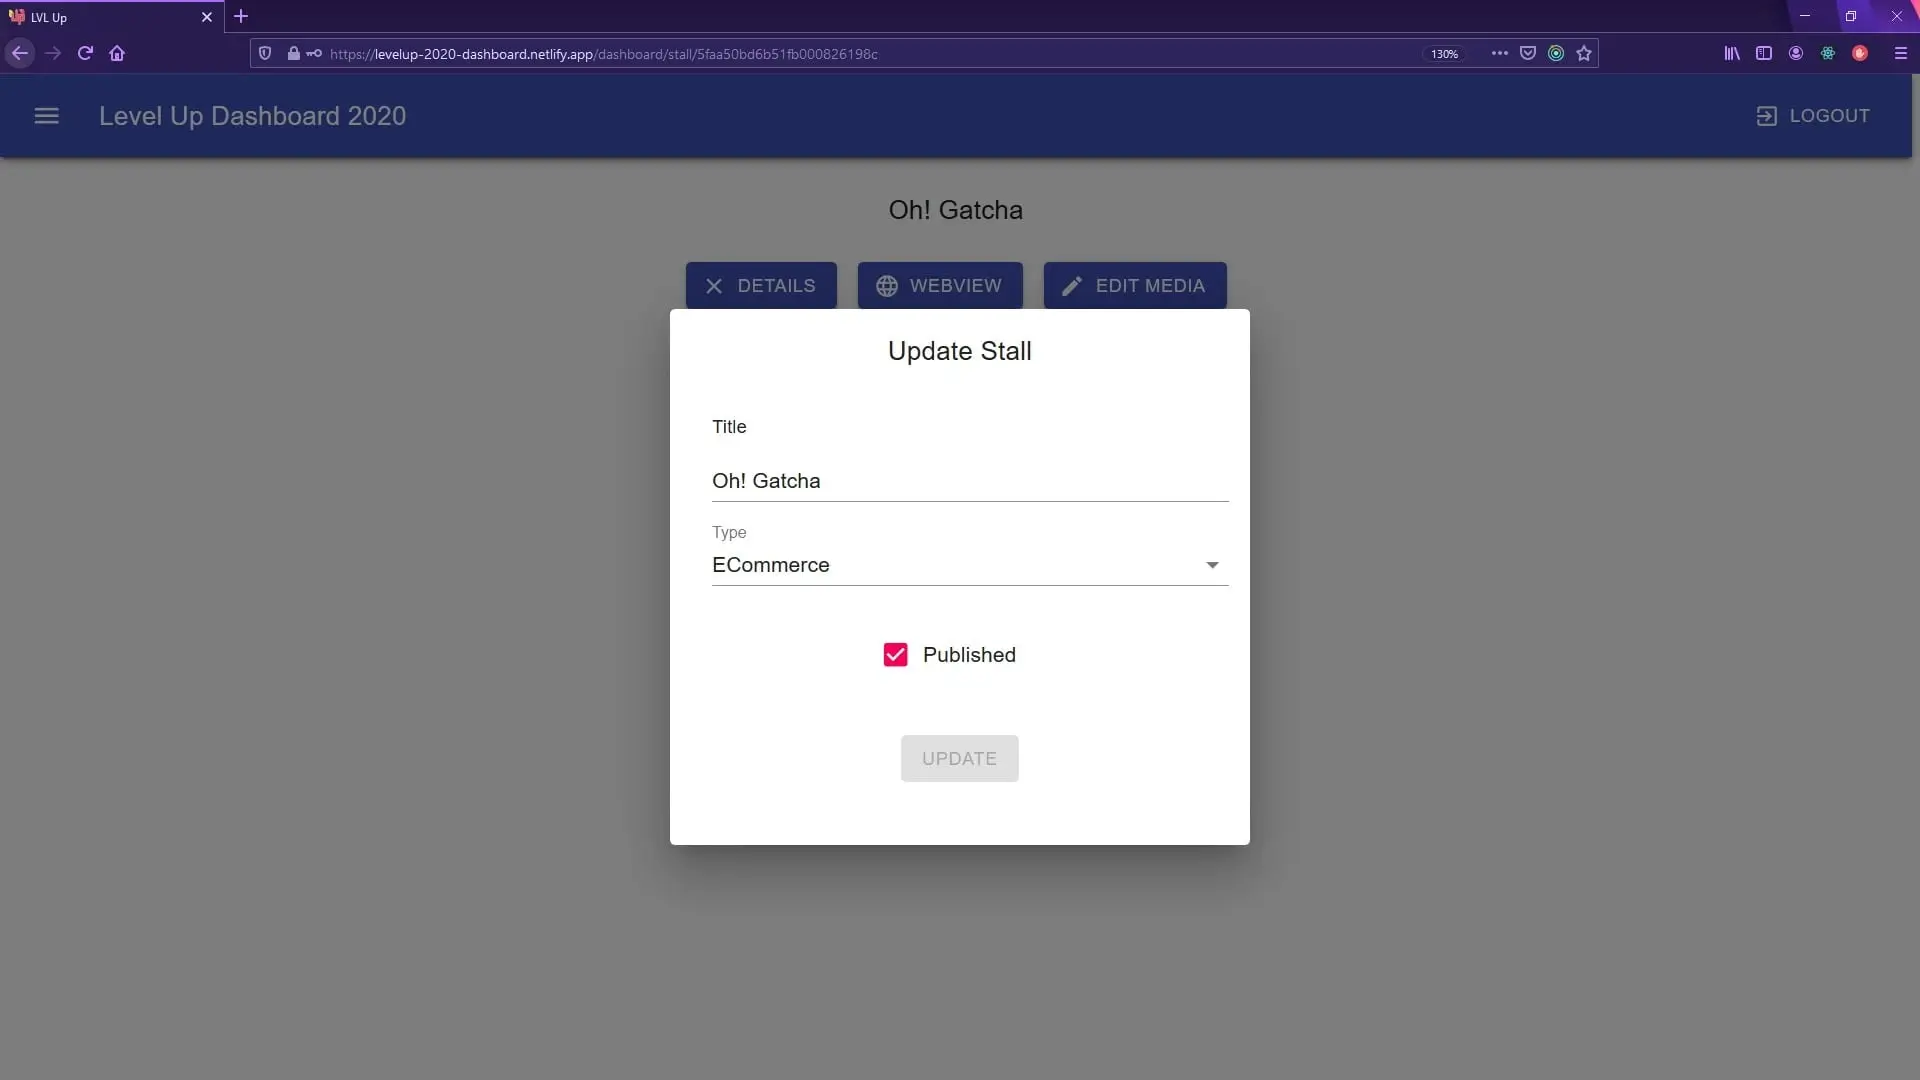 LVL Up
https://levelup-2020-dashboard.netlify.app/dashboard/stall/5faa50bd6b51fb000826198c
130%
Level Up Dashboard 2020
LOGOUT
Oh! Gatcha
DETAILS
WEBVIEW
EDIT MEDIA
Update Stall
Title
Oh! Gatcha
Type
ECommerce
Published
UPDATE